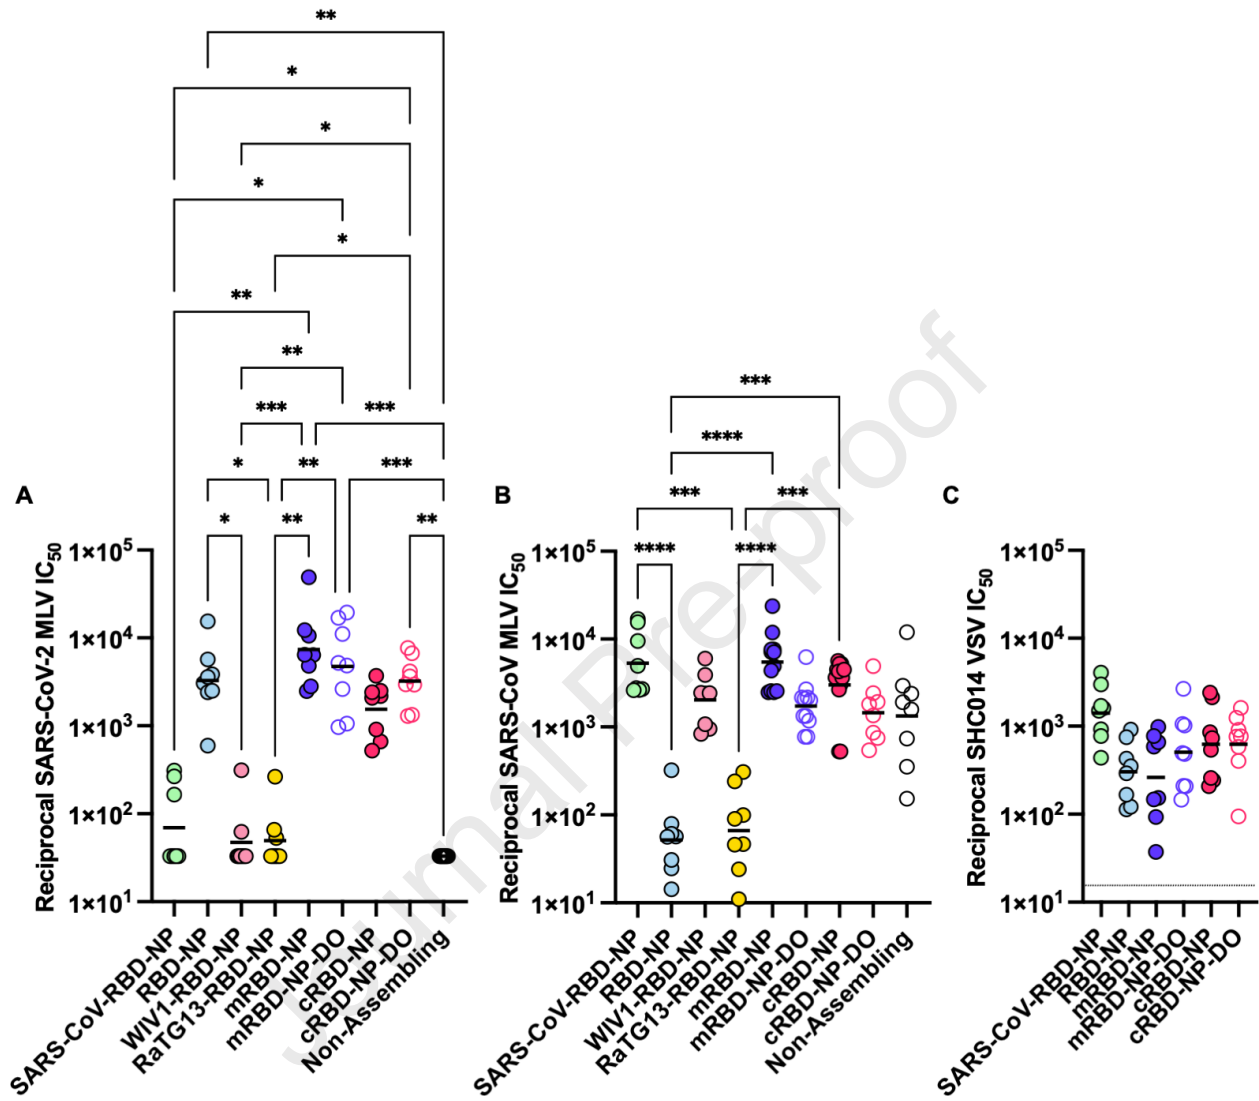 **
*
*
*
*
**
**
*** ***
* ** ***
* ** **
A
Reciprocal SARS-CoV-2 MLV IC50
1×10^5
1×10^4
1×10^3
1×10^2
1×10^1
SARS-CoV-RBD-NP
RBD-NP
WIV1-RBD-NP
RaTG13-RBD-NP
mRBD-NP
mRBD-NP-DO
cRBD-NP
cRBD-NP-DO
Non-Assembling
***
****
*** ***
**** ****
B
Reciprocal SARS-CoV MLV IC50
1×10^5
1×10^4
1×10^3
1×10^2
1×10^1
SARS-CoV-RBD-NP
RBD-NP
WIV1-RBD-NP
RaTG13-RBD-NP
mRBD-NP
mRBD-NP-DO
cRBD-NP
cRBD-NP-DO
Non-Assembling
C
Reciprocal SHC014 VSV IC50
1×10^5
1×10^4
1×10^3
1×10^2
1×10^1
SARS-CoV-RBD-NP
RBD-NP
mRBD-NP
mRBD-NP-DO
cRBD-NP
cRBD-NP-DO
Journal Pre-proof